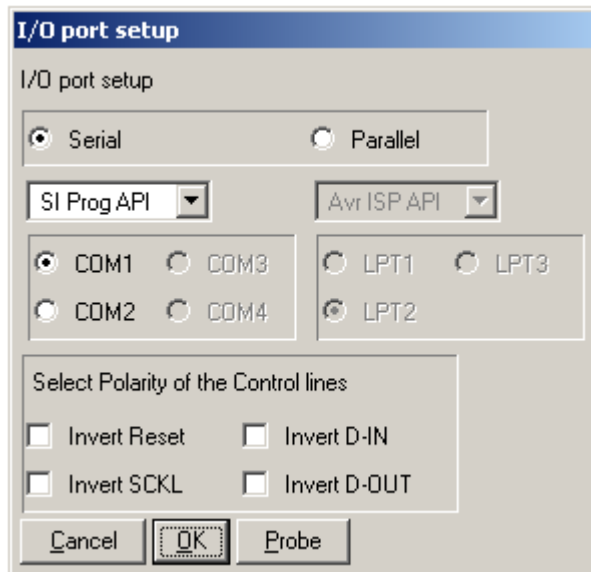 I/O port setup
I/O port setup
Serial Parallel
SI Prog API Avr ISP API
COM1 COM3 LPT1 LPT3
COM2 COM4 LPT2
Select Polarity of the Control lines
Invert Reset Invert D-IN
Invert SCKL Invert D-OUT
Cancel OK Probe